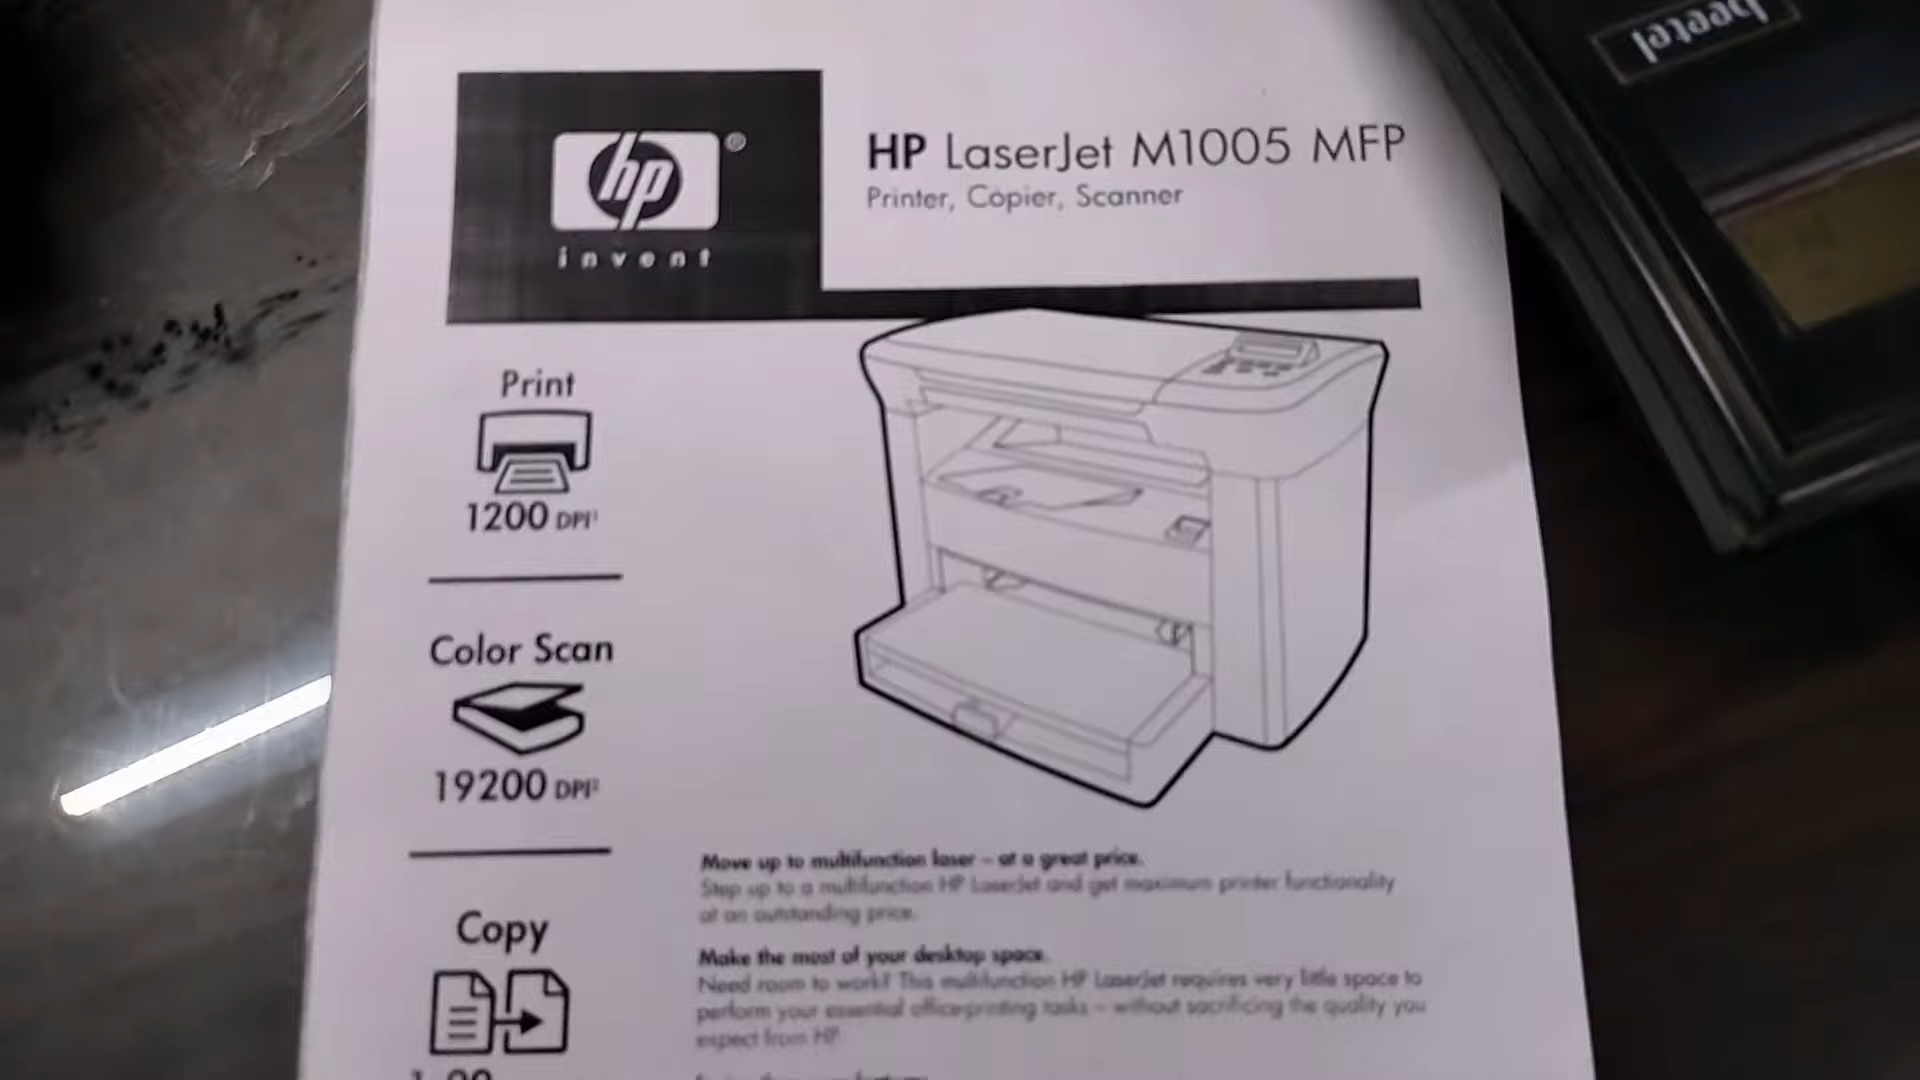 beetel
hp®
invent
HP LaserJet M1005 MFP
Printer, Copier, Scanner
Print
1200 DPI¹
Color Scan
19200 DPI²
Copy
Move up to multifunction laser – at a great price.
Step up to a multifunction HP LaserJet and get maximum printer functionality
at an outstanding price.
Make the most of your desktop space.
Need room to work? This multifunction HP LaserJet requires very little space to
perform your essential office-printing tasks – without sacrificing the quality you
expect from HP.